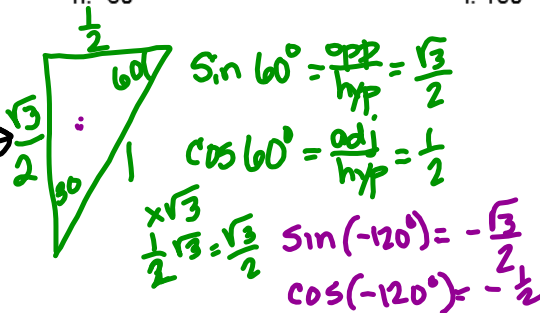 1/2
60°
sin 60° = opp/hyp = √3/2
√3/2
1
30
cos 60° = adj/hyp = 1/2
×√3
1/2 √3 = √3/2
sin(-120°) = -√3/2
cos(-120°) = -1/2